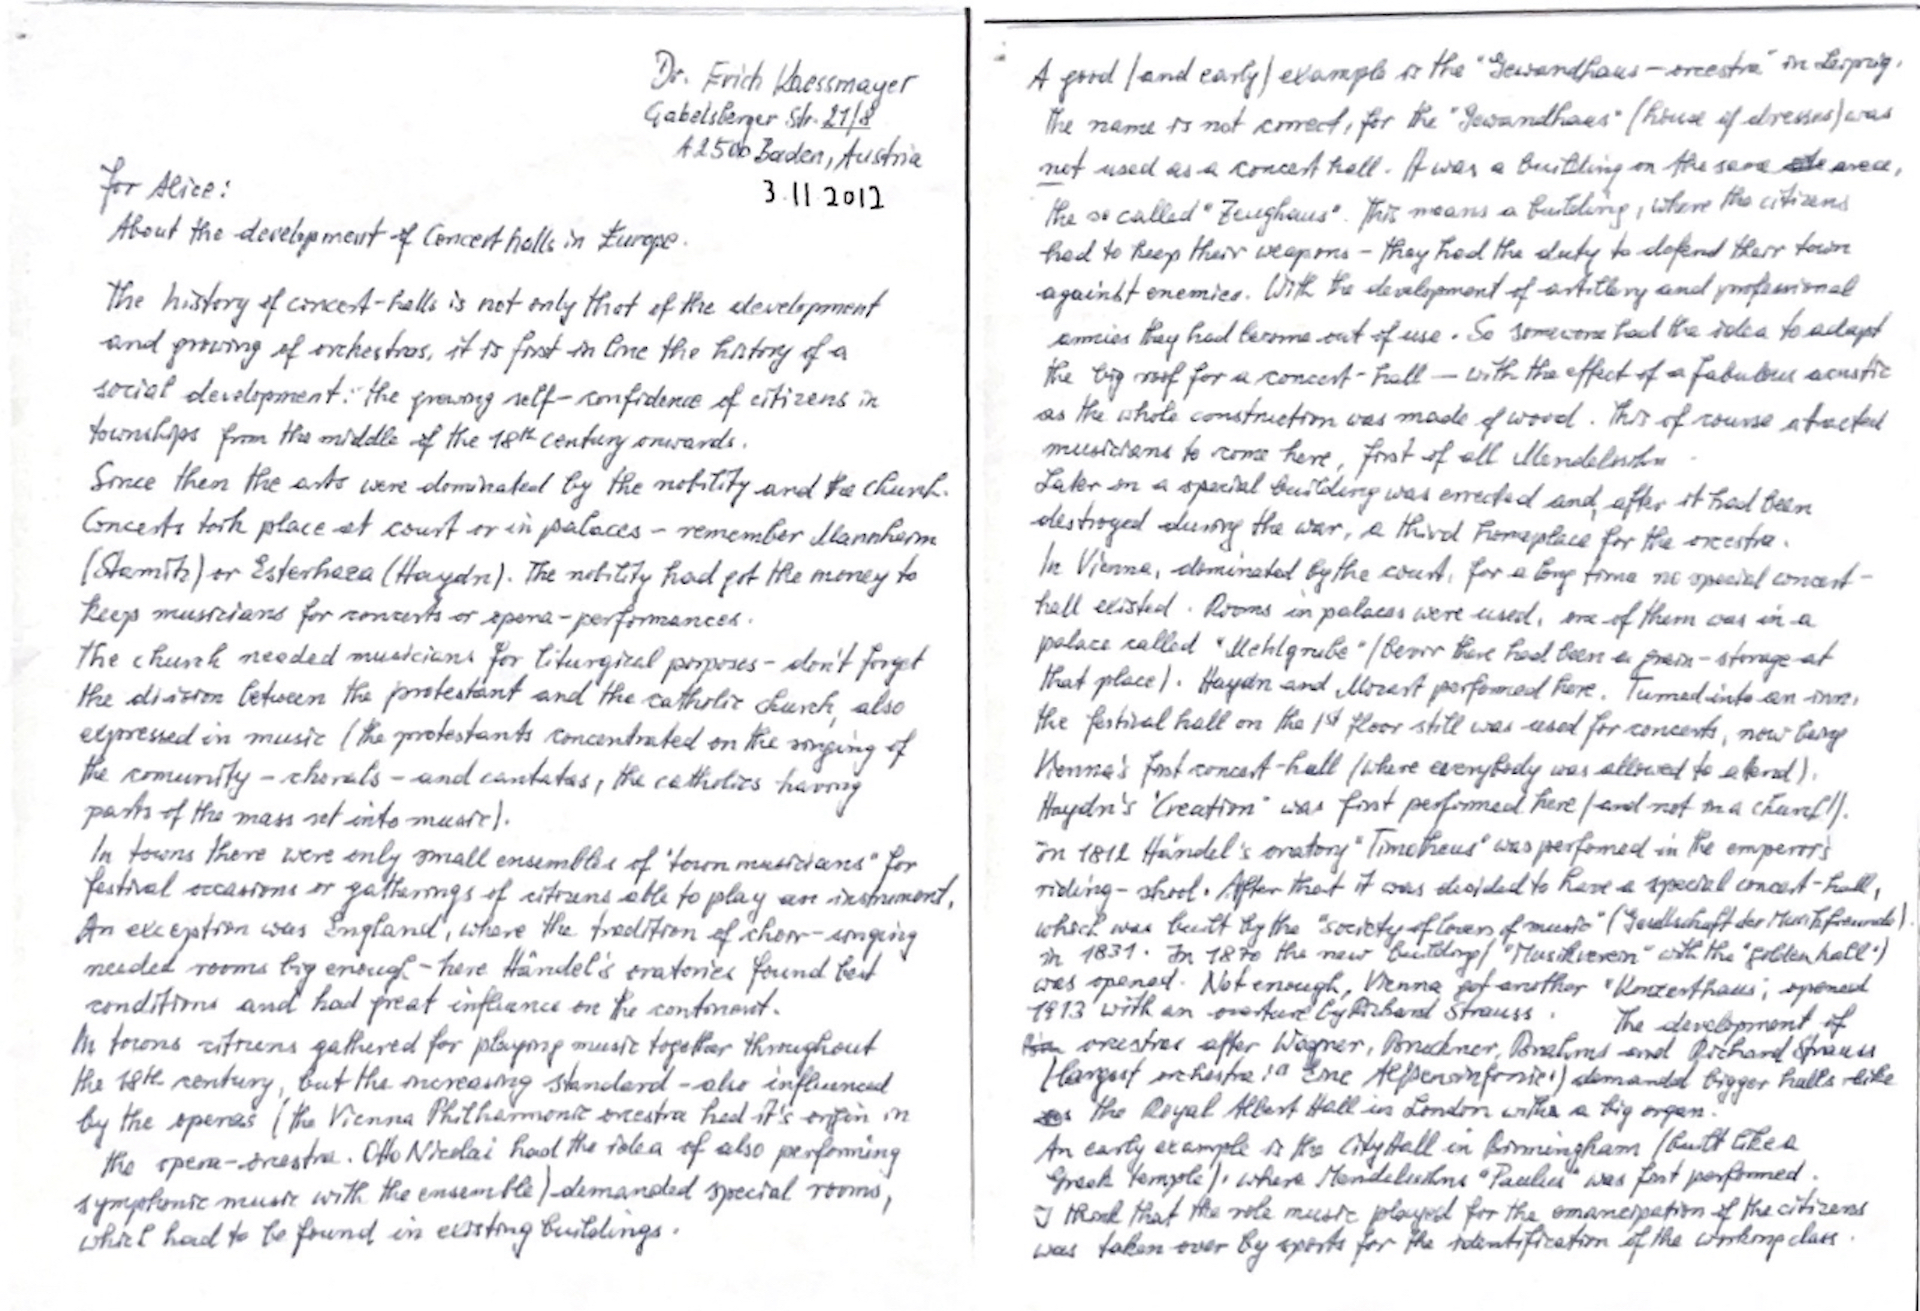 Dr. Erich Kaessmayer
Gabelsberger Str. 21/8
A 2500 Baden, Austria
3.11.2012
For Alice:
About the development of Concert halls in Europe.
The history of concert-halls is not only that of the development
and growing of orchestras, it is first in line the history of a
social development: the growing self-confidence of citizens in
townships from the middle of the 18th century onwards.
Since then the arts were dominated by the nobility and the church.
Concerts took place at court or in palaces - remember Mannheim
(Stamitz) or Esterhaza (Haydn). The nobility had got the money to
keep musicians for concerts or opera-performances.
The church needed musicians for liturgical porposes - don't forget
the division between the protestant and the catholic church, also
expressed in music (the protestants concentrated on the singing of
the comunity - chorals - and cantatas, the catholics having
parts of the mass set into music).
In towns there were only small ensembles of "town musicians" for
festival occasions or gatherings of citizens able to play an instrument.
An exception was England, where the tradition of choir-singing
needed rooms big enough - here Händel's oratories found best
conditions and had great influence on the continent.
In towns citizens gathered for playing music together throughout
the 18th century, but the increasing standard - also influenced
by the operas (the Vienna Philharmonic orcestra had it's origin in
the opera-orcestra. Otto Nicolai had the idea of also performing
symphonic music with the ensemble) demanded special rooms,
which had to be found in existing buildings.
A good (and early) example is the "Gewandhaus-orcestra" in Leipzig.
The name is not correct, for the "Gewandhaus" (house of dresses) was
not used as a concert hall. It was a building on the same area,
the so called "Zeughaus". This means a building, where the citizens
had to keep their weapons - they had the duty to defend their town
against enemies. With the development of artillery and professional
armies they had become out of use. So someone had the idea to adapt
the big roof for a concert-hall - with the effect of a fabulous acustic
as the whole construction was made of wood. This of course atracted
musicians to come here, first of all Mendelssohn.
Later on a special building was errected and, after it had been
destroyed during the war, a third homeplace for the orcestra.
In Vienna, dominated by the court, for a long time no special concert-
hall existed. Rooms in palaces were used, one of them was in a
palace called "Mehlgrube" (bevor there had been a grain-storage at
that place). Haydn and Mozart performed here. Turned into an inn,
the festival hall on the 1st floor still was used for concerts, now being
Vienna's first concert-hall (where everybody was allowed to atend).
Haydn's "Creation" was first performed here (and not in a church!).
in 1812 Händel's oratory "Timotheus" was perfomed in the emperor's
riding-shool. After that it was decided to have a special concert-hall,
which was built by the "society of lovers of music" (Gesellschaft der Musikfreunde)
in 1831. In 1870 the new building ("Musikverein" with the "golden hall")
was opened. Not enough, Vienna got another "Konzerthaus", opened
1913 with an overture by Richard Strauss. The development of
orcestras after Wagner, Bruckner, Brahms and Richard Strauss
(largest orchestra: "Eine Alpensinfonie") demanded bigger halls like
the Royal Albert Hall in London with a big organ.
An early example is the City Hall in Birmingham (built like a
Greek temple), where Mendelssohns "Paulus" was first performed.
I think that the role music played for the emancipation of the citizens
was taken over by sports for the identification of the working class.